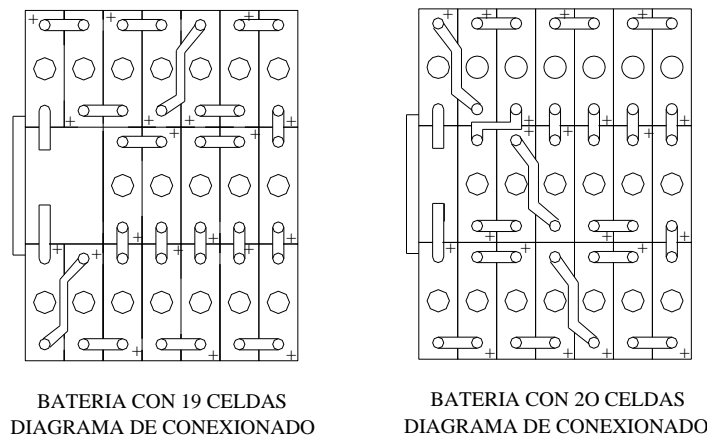 BATERIA CON 19 CELDAS
DIAGRAMA DE CONEXIONADO
BATERIA CON 2O CELDAS
DIAGRAMA DE CONEXIONADO